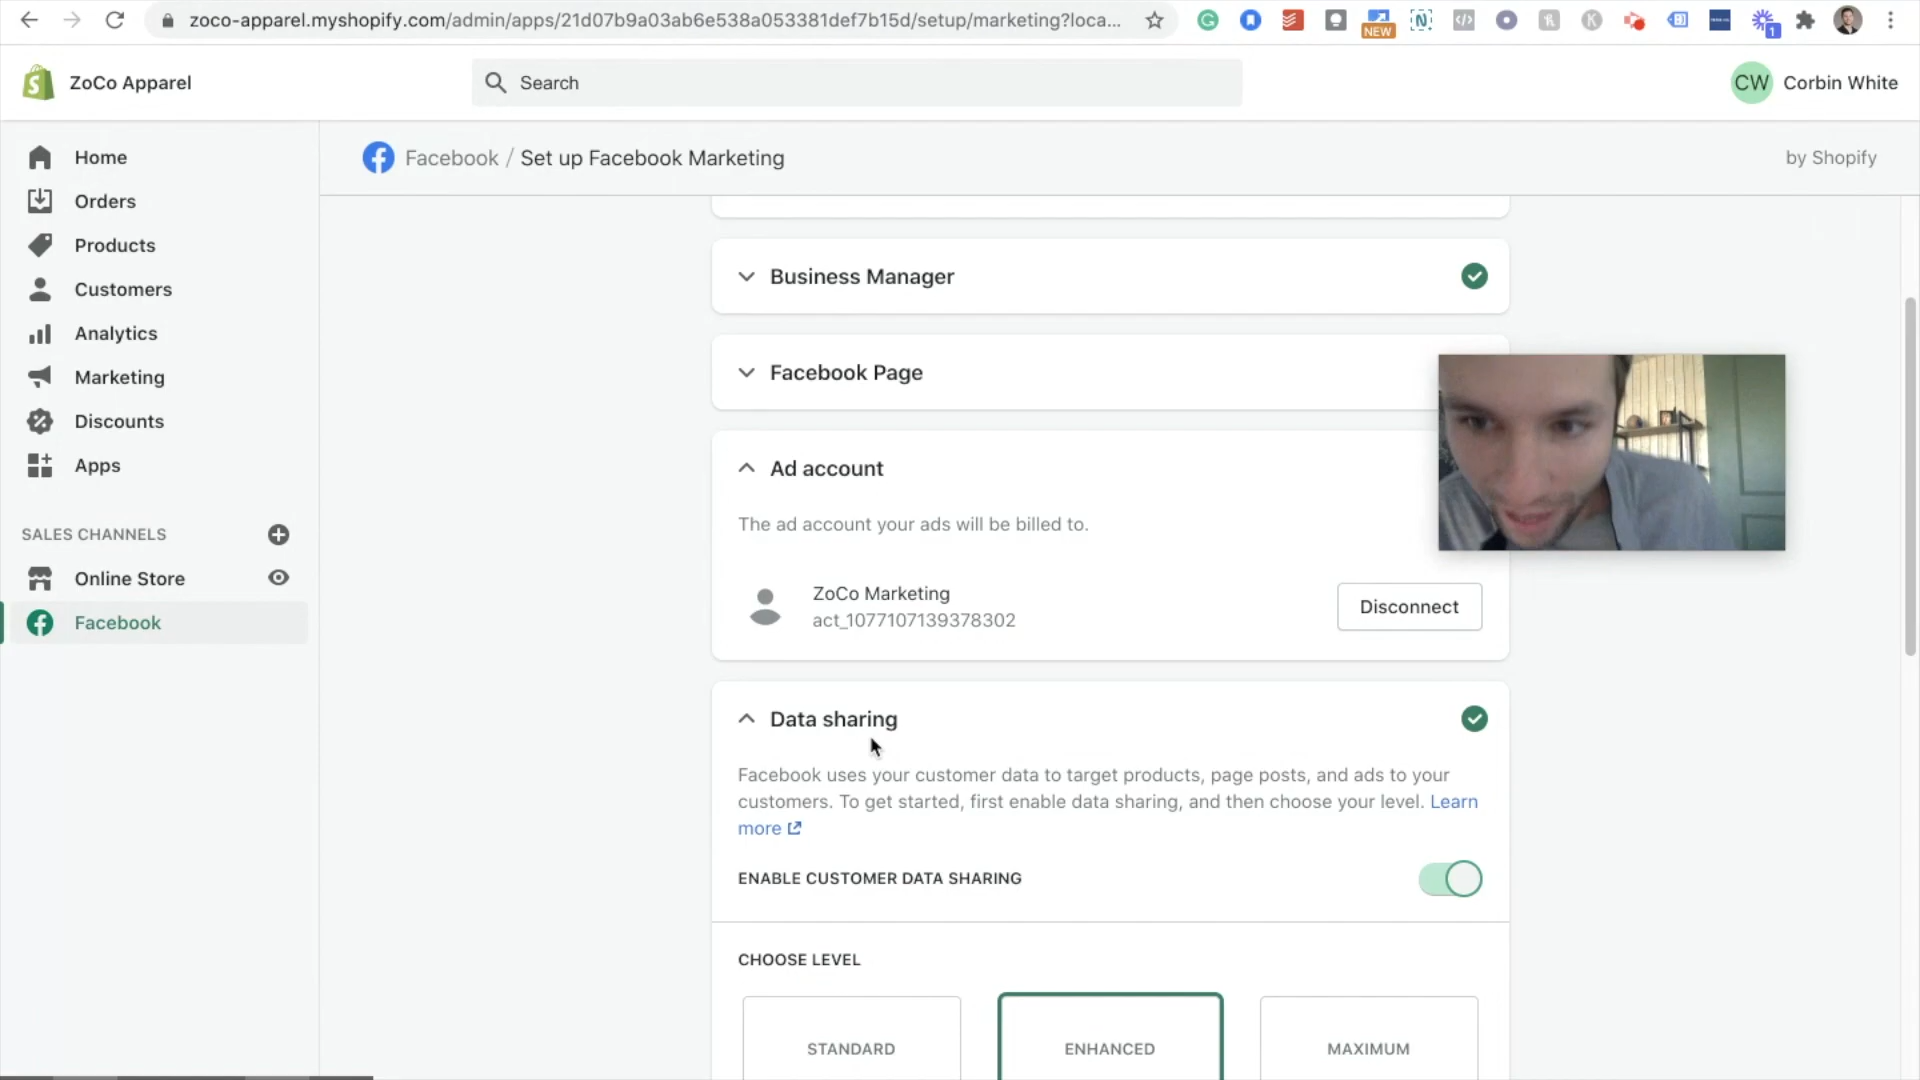 zoco-apparel.myshopify.com/admin/apps/21d07b9a03ab6e538a053381def7b15d/setup/marketing?loca...
NEW
1
ZoCo Apparel
Search
CW Corbin White
Home
Orders
Products
Customers
Analytics
Marketing
Discounts
Apps
SALES CHANNELS
Online Store
Facebook
Facebook / Set up Facebook Marketing
by Shopify
Business Manager
Facebook Page
Ad account
The ad account your ads will be billed to.
ZoCo Marketing
act_1077107139378302
Disconnect
Data sharing
Facebook uses your customer data to target products, page posts, and ads to your
customers. To get started, first enable data sharing, and then choose your level. Learn
more
ENABLE CUSTOMER DATA SHARING
CHOOSE LEVEL
STANDARD
ENHANCED
MAXIMUM